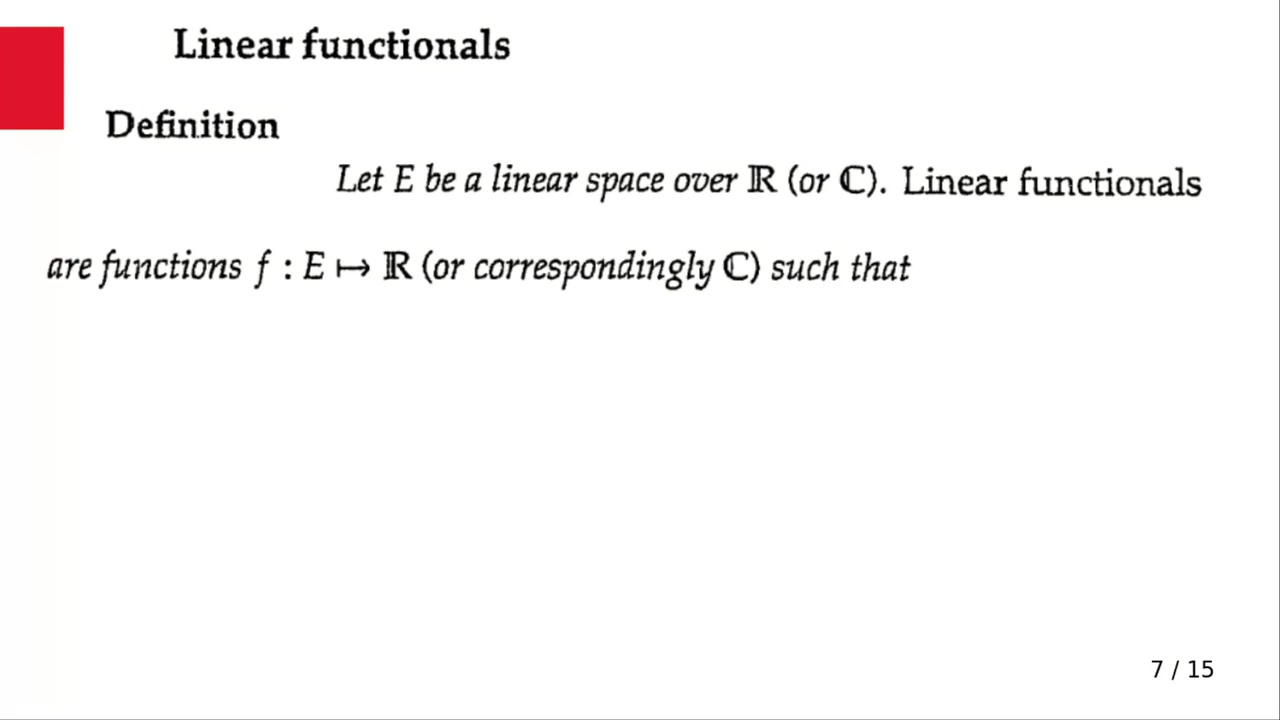 Linear functionals
Definition
Let E be a linear space over ℝ (or ℂ). Linear functionals
are functions f : E ↦ ℝ (or correspondingly ℂ) such that
7 / 15